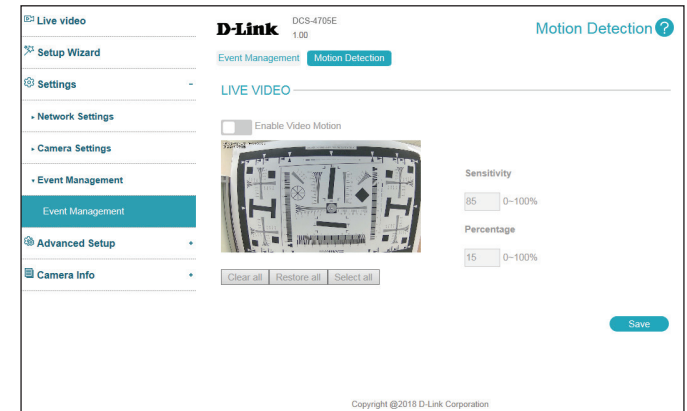 Live video
Setup Wizard
Settings -
Network Settings
Camera Settings
Event Management
Event Management
Advanced Setup +
Camera Info +
D-Link DCS-4705E
1.00
Motion Detection ?
Event Management Motion Detection
LIVE VIDEO
Enable Video Motion
Sensitivity
85 0~100%
Percentage
15 0~100%
Clear all Restore all Select all
Save
Copyright @2018 D-Link Corporation